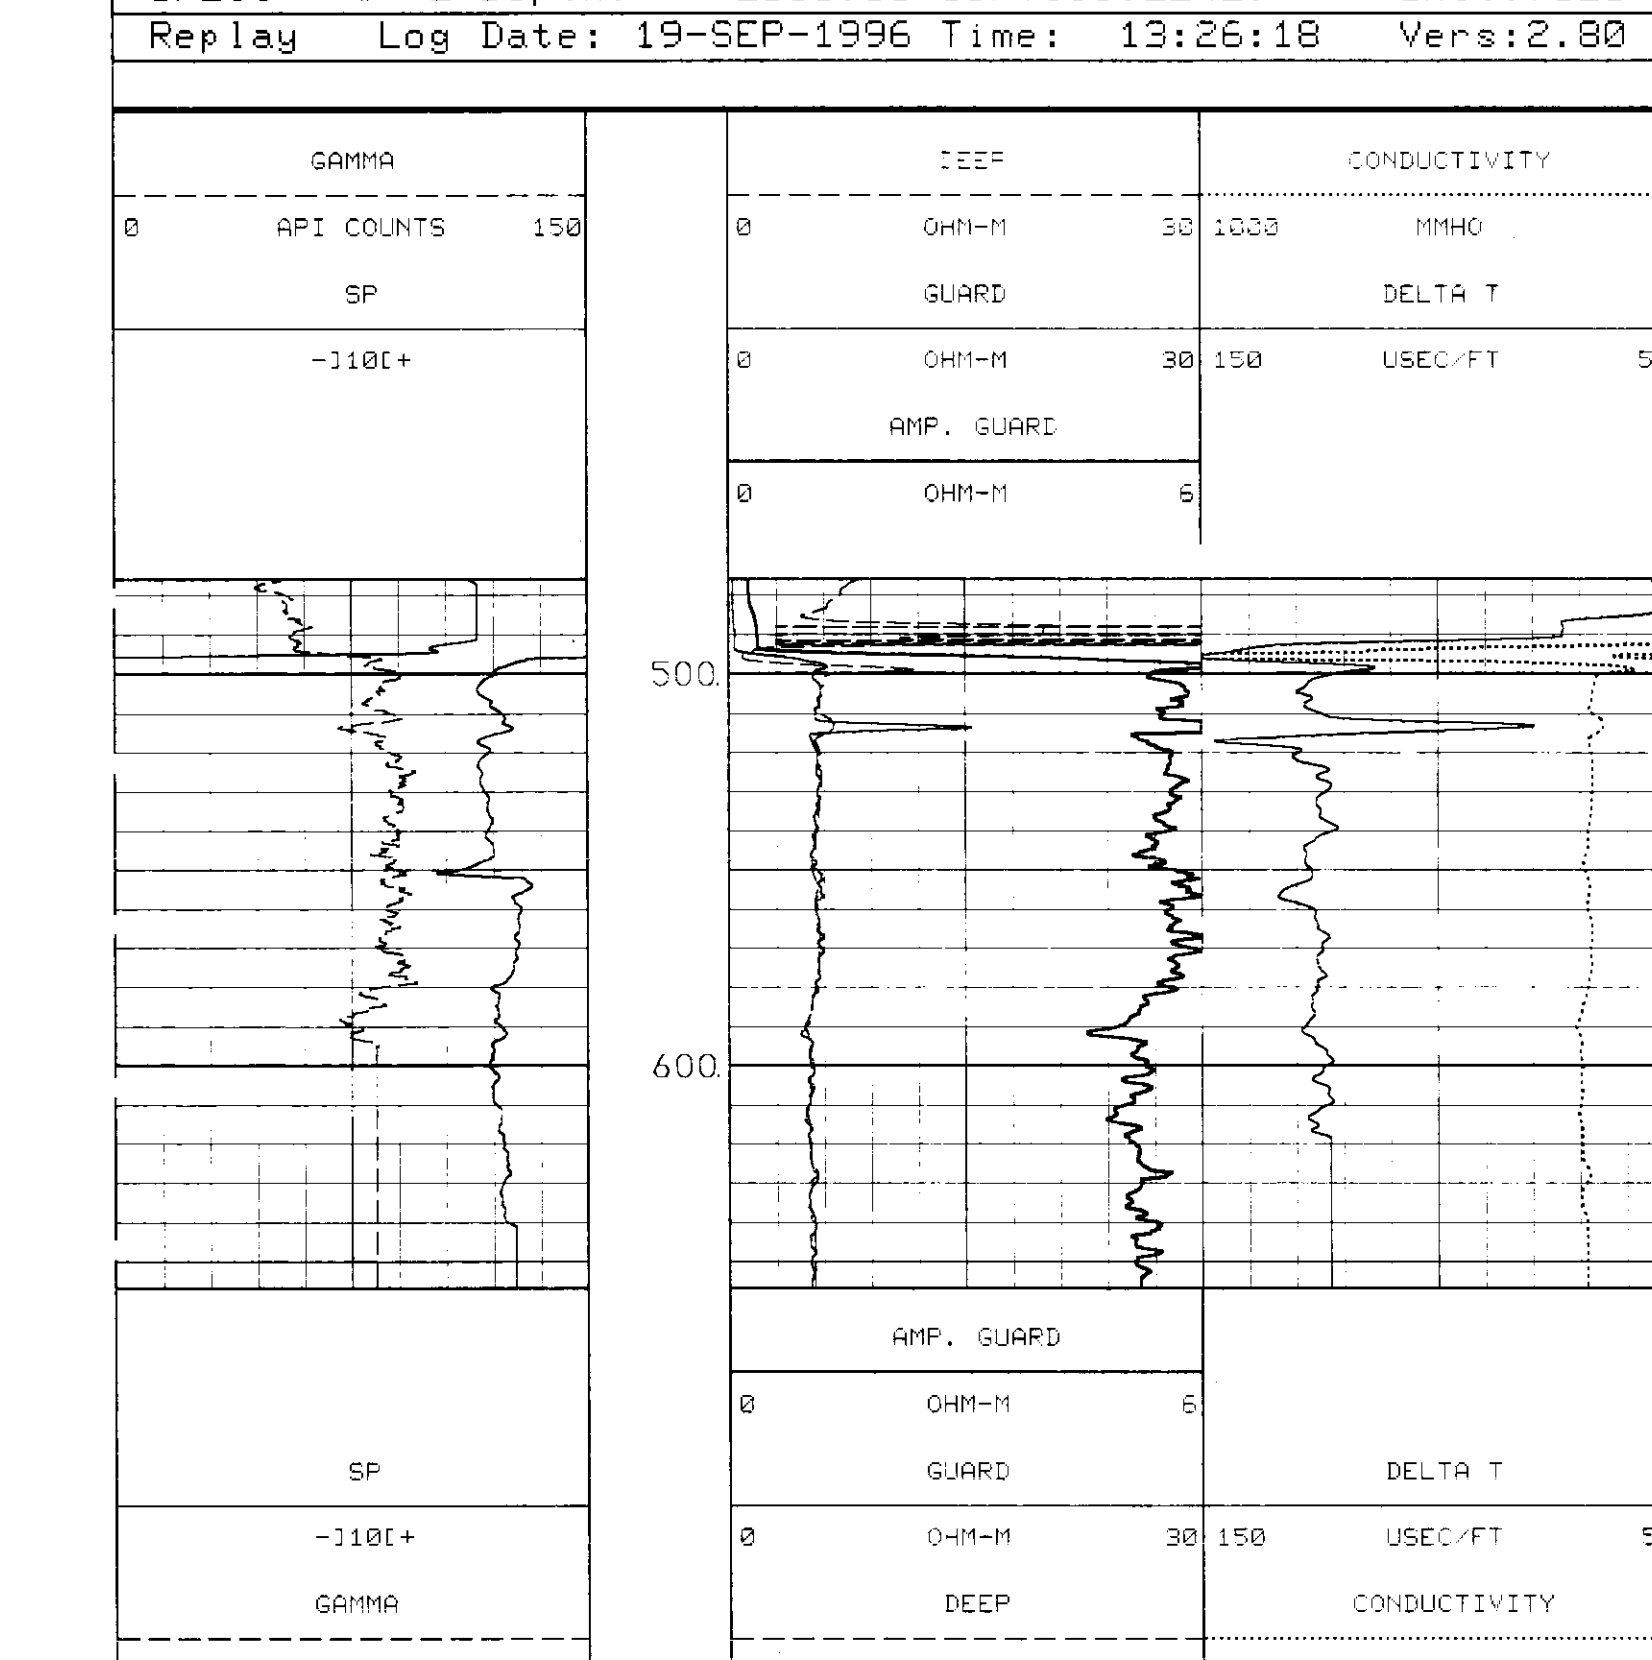 Replay Log Date: 19-SEP-1996 Time: 13:26:18 Vers:2.80
GAMMA DEEP CONDUCTIVITY
0 API COUNTS 150 0 OHM-M 30 MMHO
SP GUARD DELTA T
-]10[+ 0 OHM-M 30 150 USEC/FT 5
AMP. GUARD
0 OHM-M 6
500.
600.
AMP. GUARD
0 OHM-M 6
SP GUARD DELTA T
-]10[+ 0 OHM-M 30 150 USEC/FT 5
GAMMA DEEP CONDUCTIVITY